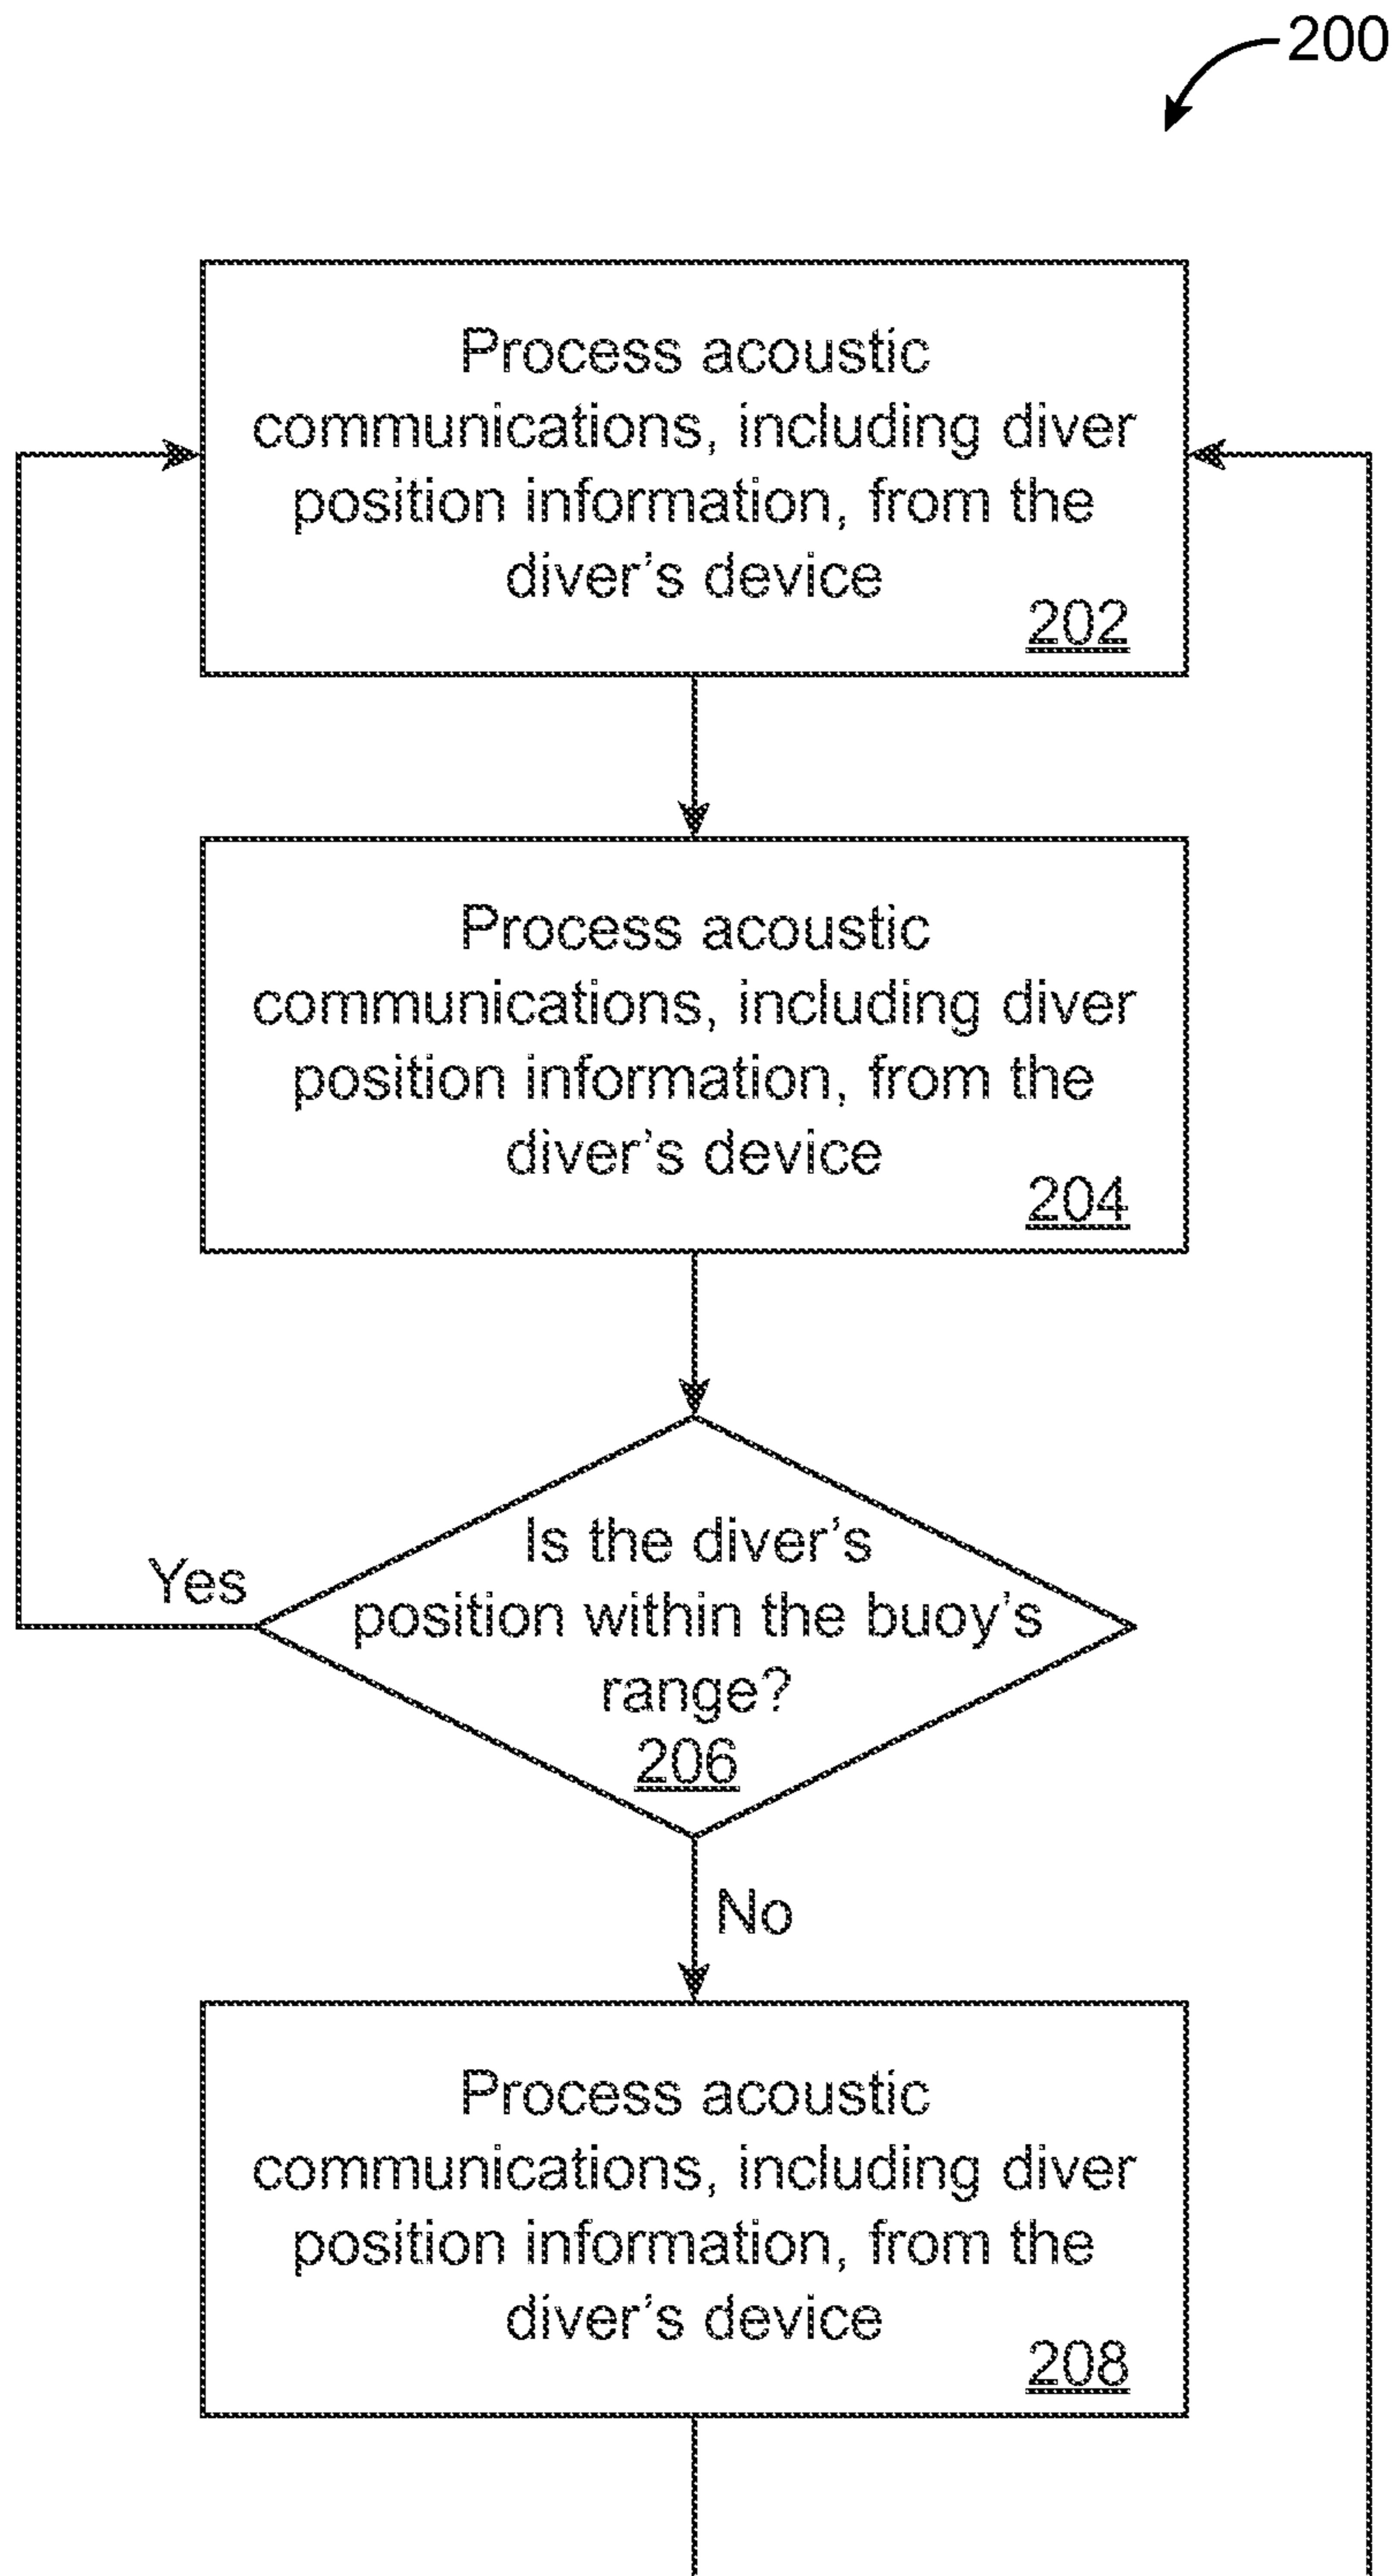 200
Process acoustic
communications, including diver
position information, from the
diver's device
202
Process acoustic
communications, including diver
position information, from the
diver's device
204
Is the diver's
position within the buoy's
range?
206
Yes
No
Process acoustic
communications, including diver
position information, from the
diver's device
208